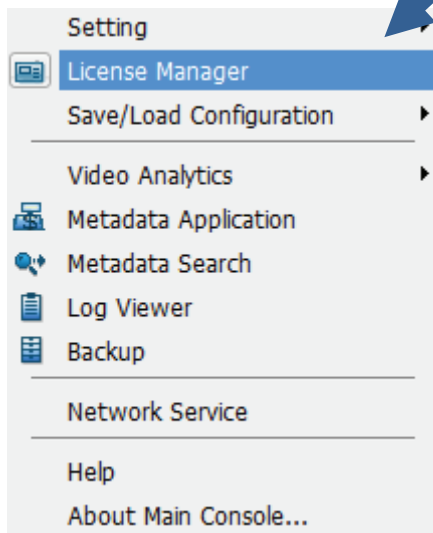 Setting
License Manager
Save/Load Configuration
Video Analytics
Metadata Application
Metadata Search
Log Viewer
Backup
Network Service
Help
About Main Console...